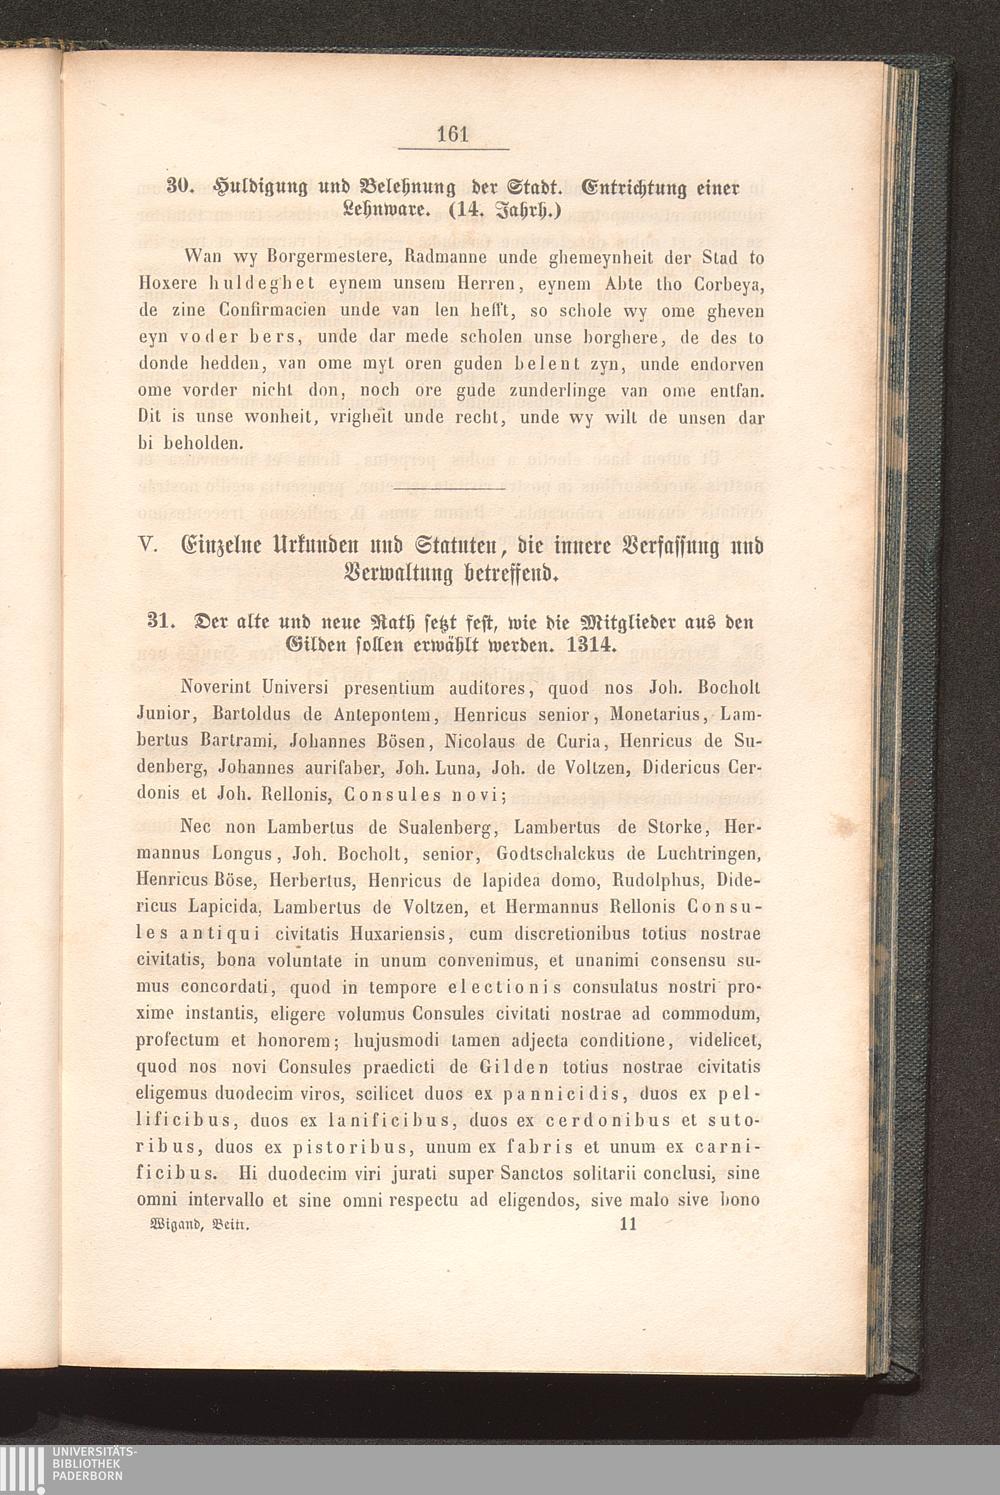 161
30. Huldigung und Belehnung der Stadt. Entrichtung einer
Lehnware. (14. Jahrh.)
Wan wy Borgermestere, Radmanne unde ghemeynheit der Stad to
Hoxere huldeghet eynem unsem Herren, eynem Abte tho Corbeya,
de zine Confirmacien unde van len hefft, so schole wy ome gheven
eyn voder bers, unde dar mede scholen unse borghere, de des to
donde hedden, van ome myt oren guden belent zyn, unde endorven
ome vorder nicht don, noch ore gude zunderlinge van ome entfan.
Dit is unse wonheit, vrigheit unde recht, unde wy wilt de unsen dar
bi beholden.
V. Einzelne Urkunden und Statuten, die innere Verfassung und
Verwaltung betreffend.
31. Der alte und neue Rath setzt fest, wie die Mitglieder aus den
Gilden sollen erwählt werden. 1314.
Noverint Universi presentium auditores, quod nos Joh. Bocholt
Junior, Bartoldus de Antepontem, Henricus senior, Monetarius, Lam-
bertus Bartrami, Johannes Bösen, Nicolaus de Curia, Henricus de Su-
denberg, Johannes aurifaber, Joh. Luna, Joh. de Voltzen, Didericus Cer-
donis et Joh. Rellonis, Consules novi;
Nec non Lambertus de Sualenberg, Lambertus de Storke, Her-
mannus Longus, Joh. Bocholt, senior, Godtschalckus de Luchtringen,
Henricus Böse, Herbertus, Henricus de lapidea domo, Rudolphus, Dide-
ricus Lapicida, Lambertus de Voltzen, et Hermannus Rellonis Consu-
les antiqui civitatis Huxariensis, cum discretionibus totius nostrae
civitatis, bona voluntate in unum convenimus, et unanimi consensu su-
mus concordati, quod in tempore electionis consulatus nostri pro-
xime instantis, eligere volumus Consules civitati nostrae ad commodum,
profectum et honorem; hujusmodi tamen adjecta conditione, videlicet,
quod nos novi Consules praedicti de Gilden totius nostrae civitatis
eligemus duodecim viros, scilicet duos ex pannicidis, duos ex pel-
lificibus, duos ex lanificibus, duos ex cerdonibus et suto-
ribus, duos ex pistoribus, unum ex fabris et unum ex carni-
ficibus. Hi duodecim viri jurati super Sanctos solitarii conclusi, sine
omni intervallo et sine omni respectu ad eligendos, sive malo sive bono
Wigand, Beitr. 11
UNIVERSITÄTS-
BIBLIOTHEK
PADERBORN